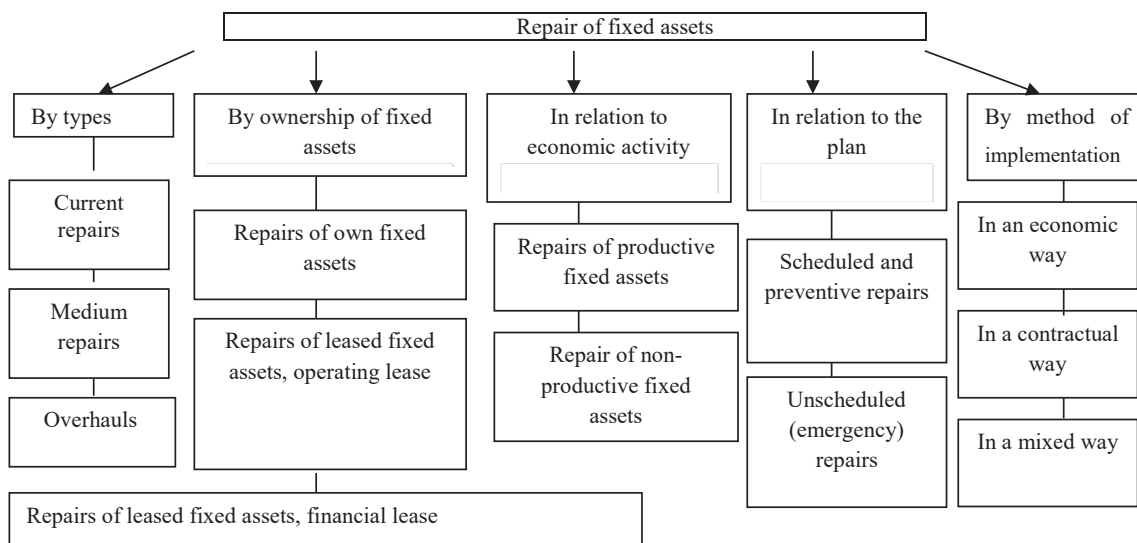 Repair of fixed assets
By types
Current
repairs
Medium
repairs
Overhauls
By ownership of fixed
assets
Repairs of own fixed
assets
Repairs of leased fixed
assets, operating lease
Repairs of leased fixed assets, financial lease
In relation to
economic activity
Repairs of productive
fixed assets
Repair of non-
productive fixed
assets
In relation to the
plan
Scheduled and
preventive repairs
Unscheduled
(emergency)
repairs
By method of
implementation
In an economic
way
In a contractual
way
In a mixed way